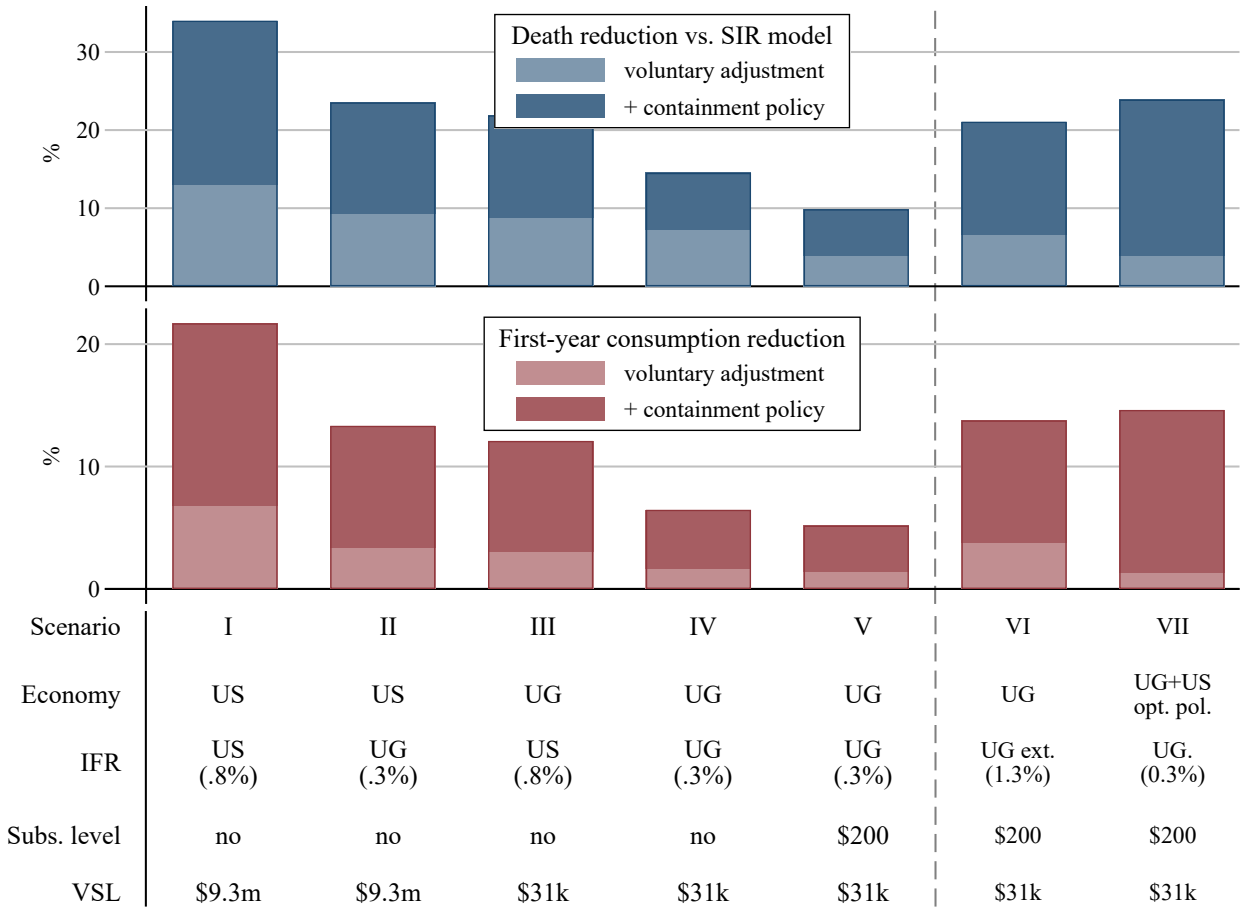 Death reduction vs. SIR model
voluntary adjustment
+ containment policy
30
20
10
0
%
First-year consumption reduction
voluntary adjustment
+ containment policy
20
10
0
%
Scenario I II III IV V VI VII
Economy US US UG UG UG UG UG+US
opt. pol.
IFR US UG US UG UG UG ext. UG.
(.8%) (.3%) (.8%) (.3%) (.3%) (1.3%) (0.3%)
Subs. level no no no no $200 $200 $200
VSL $9.3m $9.3m $31k $31k $31k $31k $31k